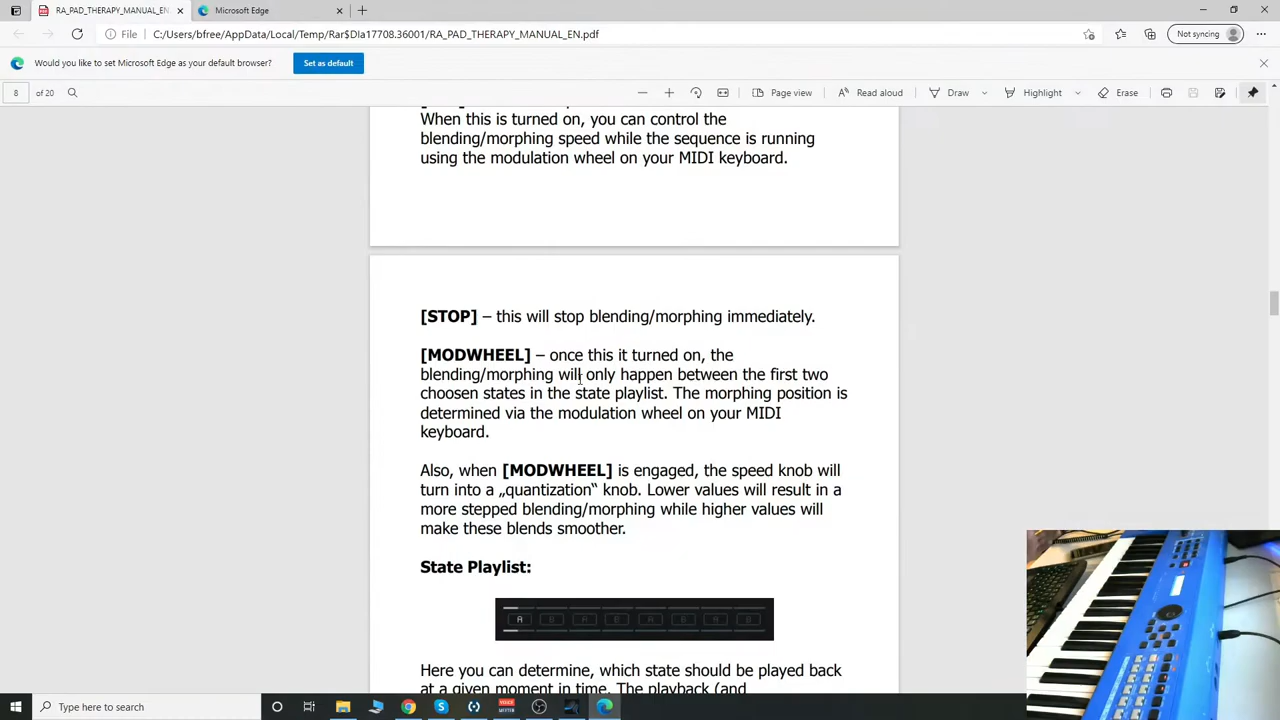 RA_PAD_THERAPY_MANUAL_EN.
Microsoft Edge
File
C:/Users/bfree/AppData/Local/Temp/Rar$DIa17708.36001/RA_PAD_THERAPY_MANUAL_EN.pdf
Not syncing
Would you like to set Microsoft Edge as your default browser?
Set as default
8 of 20
Page view
Read aloud
Draw
Highlight
Erase
When this is turned on, you can control the
blending/morphing speed while the sequence is running
using the modulation wheel on your MIDI keyboard.
[STOP] – this will stop blending/morphing immediately.
[MODWHEEL] – once this it turned on, the
blending/morphing will only happen between the first two
choosen states in the state playlist. The morphing position is
determined via the modulation wheel on your MIDI
keyboard.
Also, when [MODWHEEL] is engaged, the speed knob will
turn into a „quantization“ knob. Lower values will result in a
more stepped blending/morphing while higher values will
make these blends smoother.
State Playlist:
A B A B A B A B
Here you can determine, which state should be played back
at a given moment in time. The playback (and
Type here to search